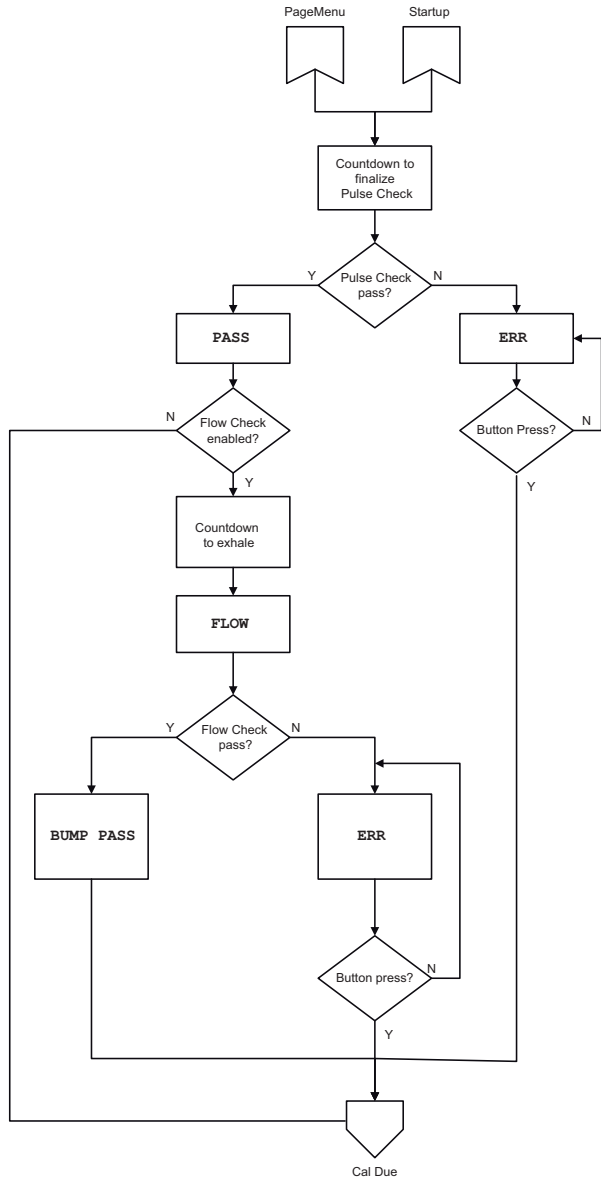 PageMenu
Startup
Countdown to
finalize
Pulse Check
Y
Pulse Check
pass?
N
PASS
ERR
N
Flow Check
enabled?
Button Press?
N
Y
Y
Countdown
to exhale
FLOW
Y
Flow Check
pass?
N
BUMP PASS
ERR
Button press?
N
Y
Cal Due